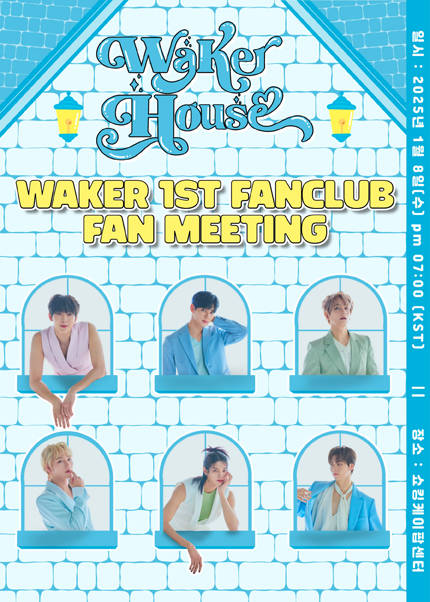 Waker
House
WAKER 1ST FANCLUB
FAN MEETING
일시 : 2025년 1월 8일(수) pm 07:00 (KST) || 장소 : 쇼킹케이팝센터